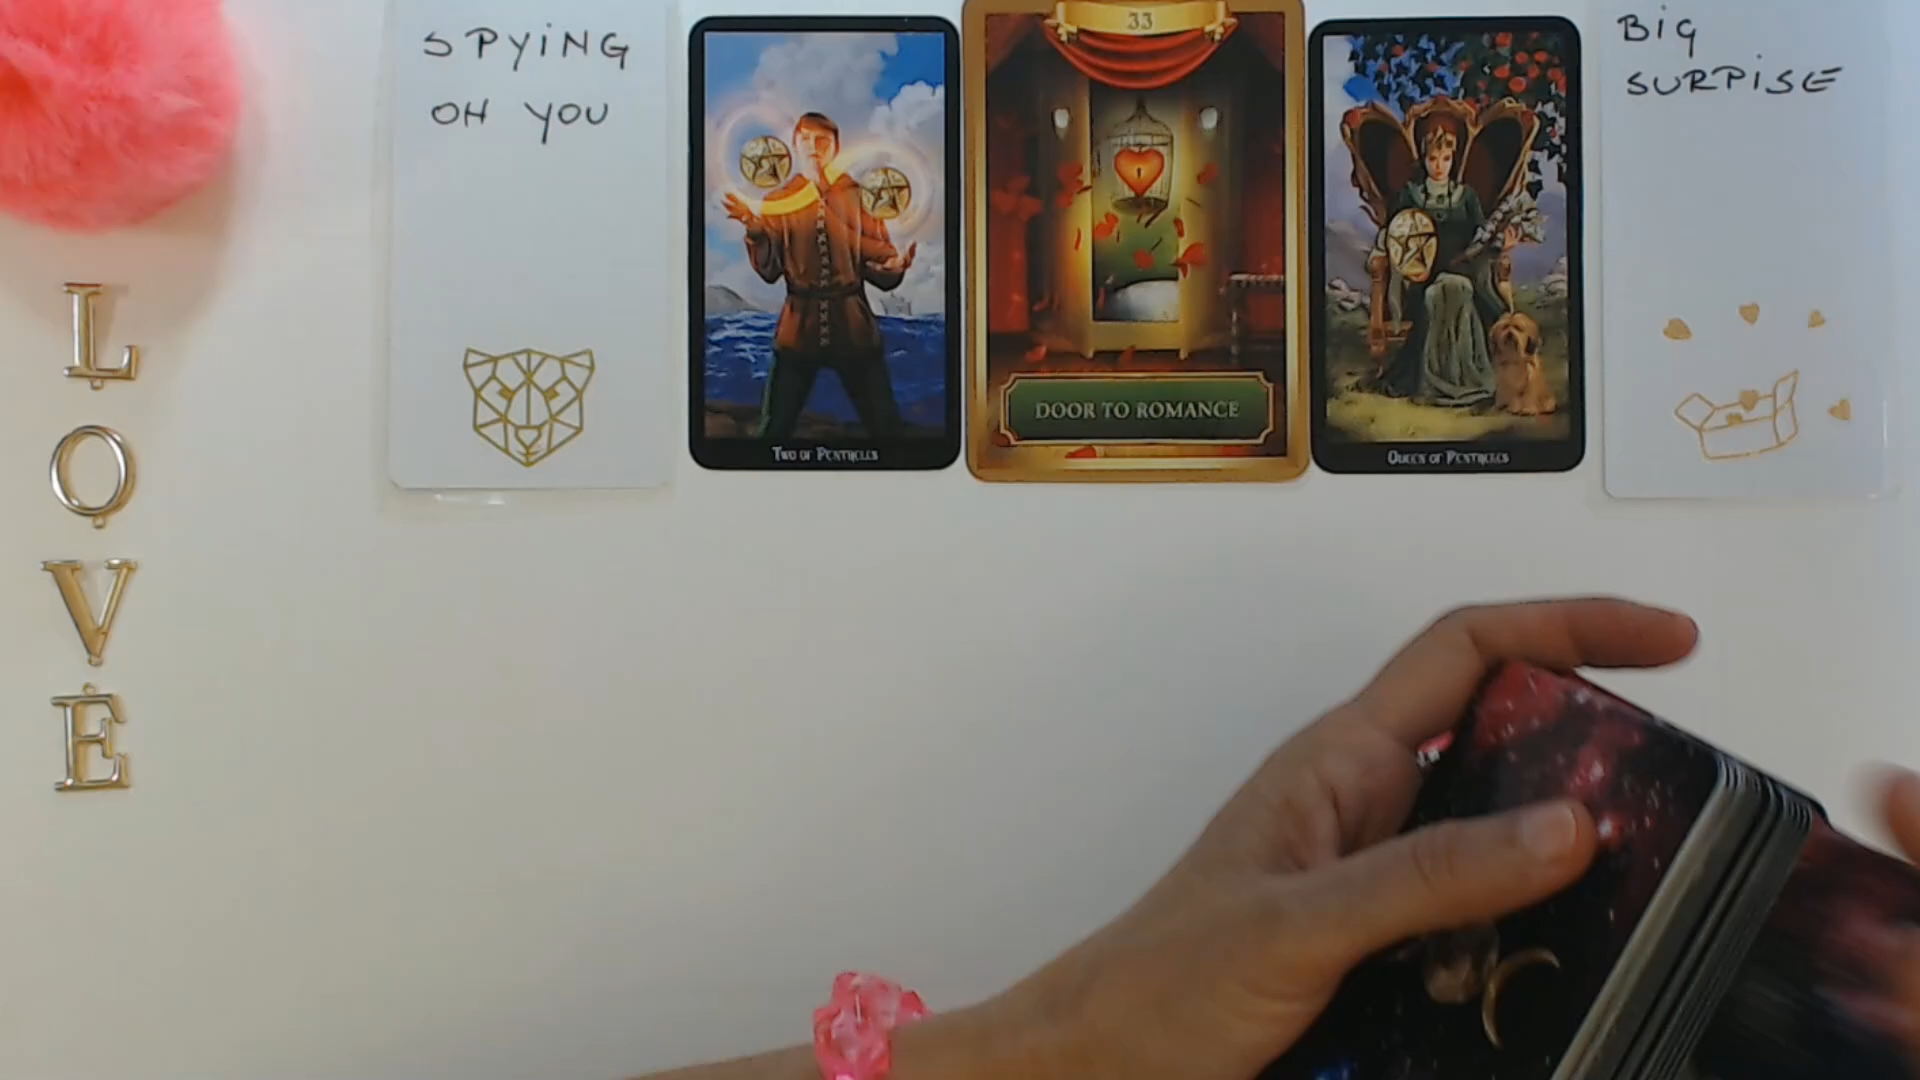 SPYiNG
OH YOU
33
DOOR TO ROMANCE
TWO OF PENTACLES
QUEEN OF PENTACLES
BiG
SURPiSE
L
O
V
E